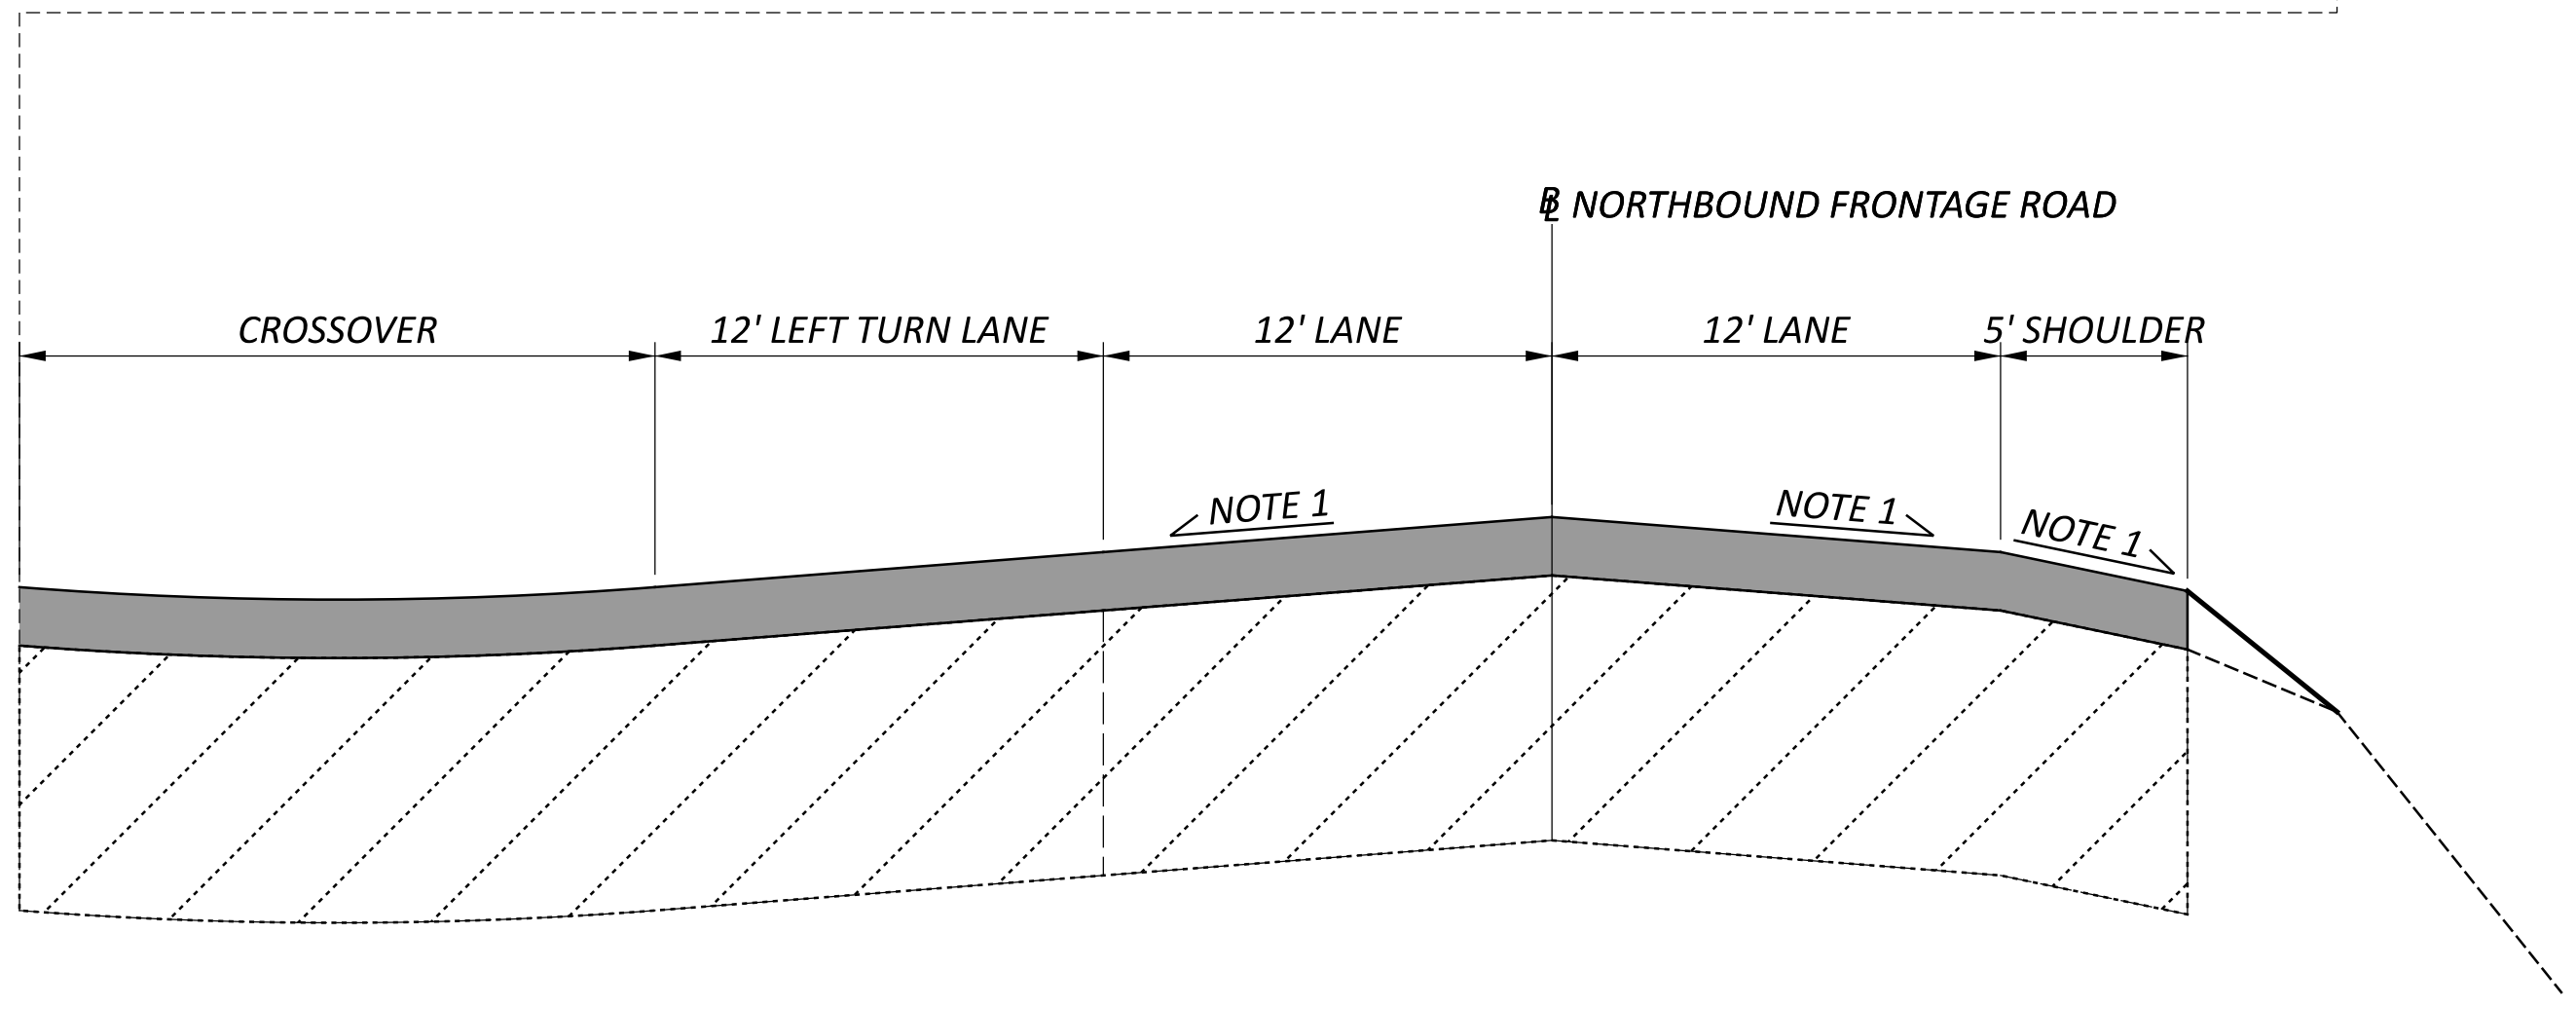 BL NORTHBOUND FRONTAGE ROAD
CROSSOVER
12' LEFT TURN LANE
12' LANE
12' LANE
5' SHOULDER
NOTE 1
NOTE 1
NOTE 1